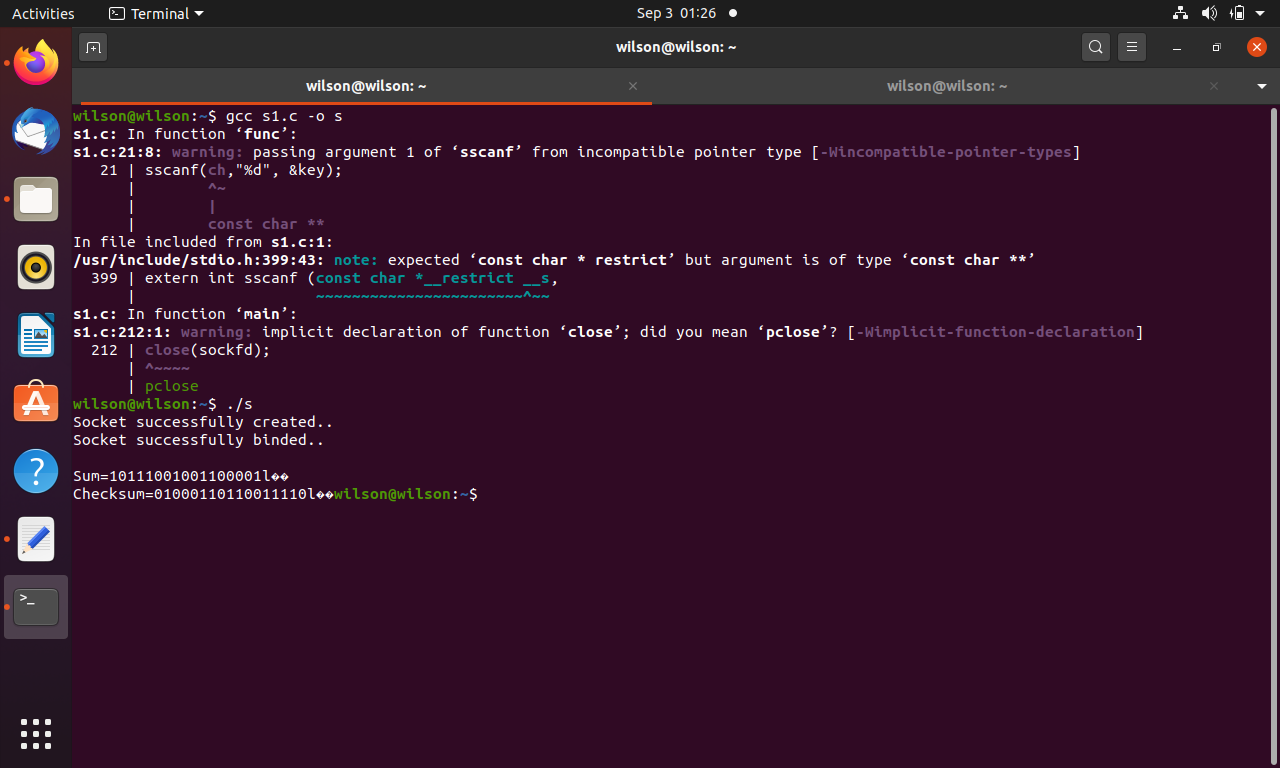 Activities
Terminal
Sep 3 01:26
wilson@wilson: ~
wilson@wilson: ~
wilson@wilson: ~
wilson@wilson:~$ gcc s1.c -o s
s1.c: In function ‘func’:
s1.c:21:8: warning: passing argument 1 of ‘sscanf’ from incompatible pointer type [-Wincompatible-pointer-types]
   21 | sscanf(ch,"%d", &key);
      |        ^~
      |        |
      |        const char **
In file included from s1.c:1:
/usr/include/stdio.h:399:43: note: expected ‘const char * restrict’ but argument is of type ‘const char **’
  399 | extern int sscanf (const char *__restrict __s,
      |                    ~~~~~~~~~~~~~~~~~~~~~~~^~~
s1.c: In function ‘main’:
s1.c:212:1: warning: implicit declaration of function ‘close’; did you mean ‘pclose’? [-Wimplicit-function-declaration]
  212 | close(sockfd);
      | ^~~~~
      | pclose
wilson@wilson:~$ ./s
Socket successfully created..
Socket successfully binded..
Sum=10111001001100001l��
Checksum=01000110110011110l��wilson@wilson:~$